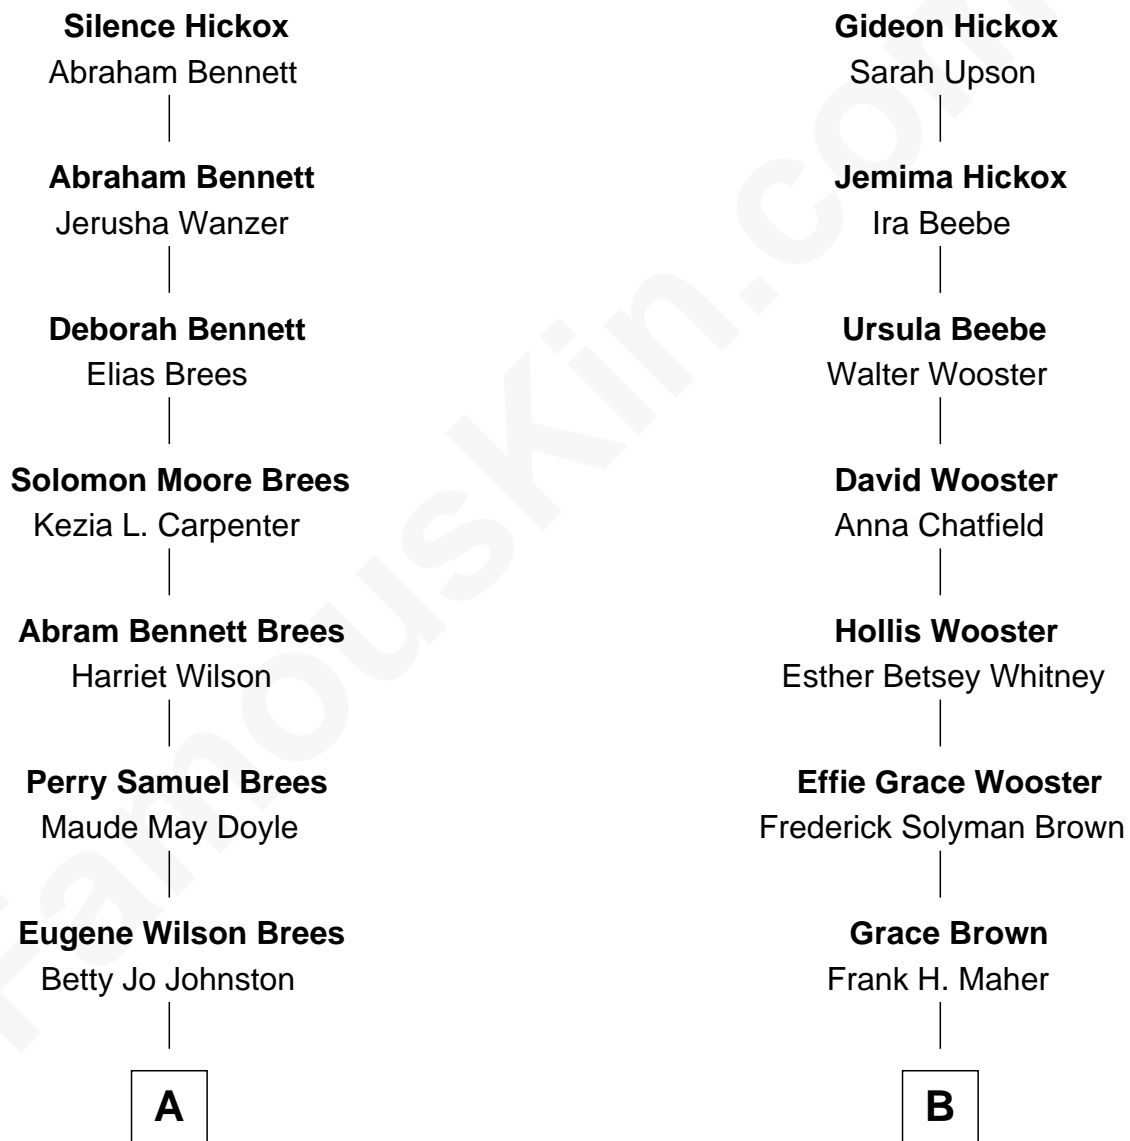 Silence Hickox
Abraham Bennett
Abraham Bennett
Jerusha Wanzer
Deborah Bennett
Elias Brees
Solomon Moore Brees
Kezia L. Carpenter
Abram Bennett Brees
Harriet Wilson
Perry Samuel Brees
Maude May Doyle
Eugene Wilson Brees
Betty Jo Johnston
A
Gideon Hickox
Sarah Upson
Jemima Hickox
Ira Beebe
Ursula Beebe
Walter Wooster
David Wooster
Anna Chatfield
Hollis Wooster
Esther Betsey Whitney
Effie Grace Wooster
Frederick Solyman Brown
Grace Brown
Frank H. Maher
B
FamousKin.com